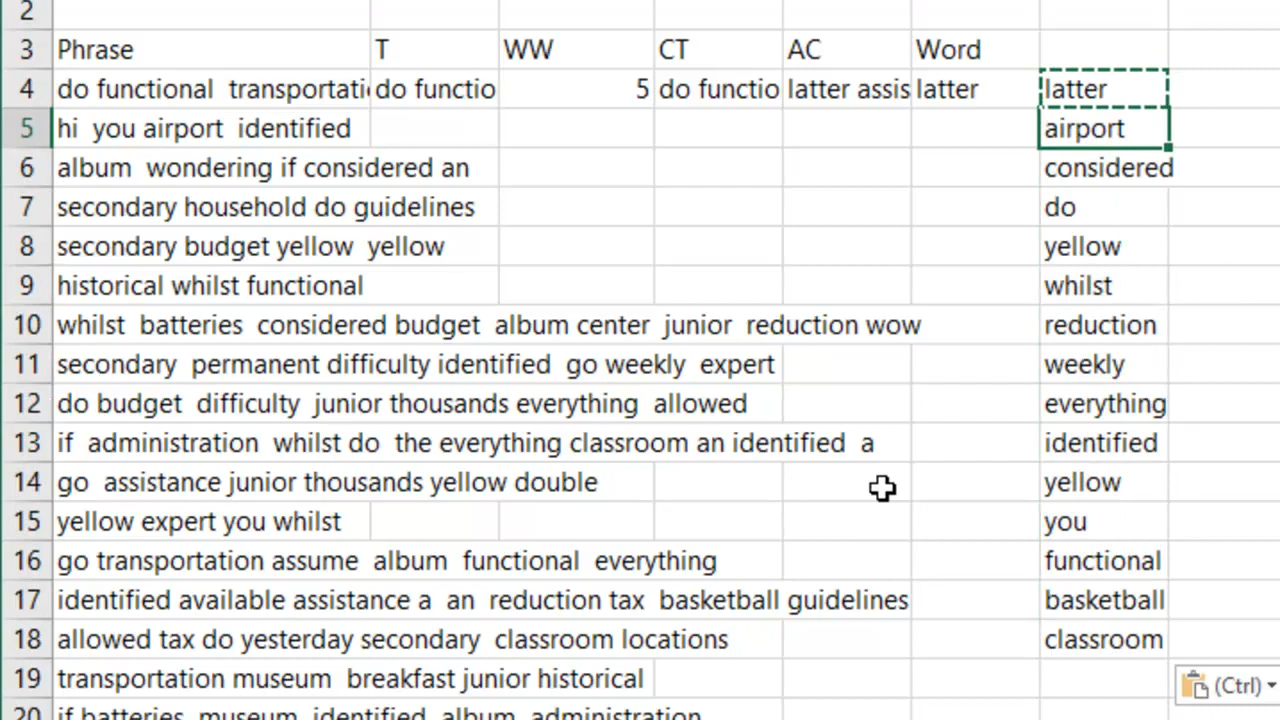 2
3 Phrase T WW CT AC Word
4 do functional  transportati do functio 5 do functio latter assis latter latter
5 hi  you airport  identified airport
6 album  wondering if considered an considered
7 secondary household do guidelines do
8 secondary budget yellow  yellow yellow
9 historical whilst functional whilst
10 whilst  batteries  considered budget  album center  junior  reduction wow reduction
11 secondary  permanent difficulty identified  go weekly  expert weekly
12 do budget  difficulty  junior thousands everything  allowed everything
13 if  administration  whilst do  the everything classroom an identified  a identified
14 go  assistance junior thousands yellow double yellow
15 yellow expert you whilst you
16 go transportation assume  album  functional  everything functional
17 identified available assistance a  an  reduction tax  basketball guidelines basketball
18 allowed tax do yesterday secondary  classroom locations classroom
19 transportation museum  breakfast junior historical (Ctrl)
20 if batteries  museum  identified  album  administration